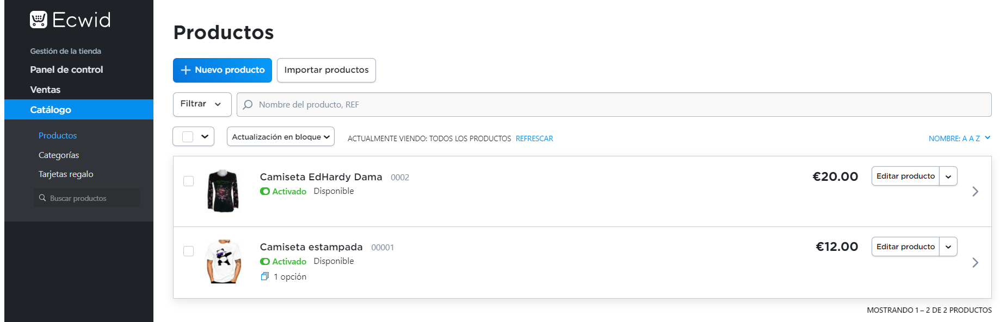 Ecwid
Gestión de la tienda
Panel de control
Ventas
Catálogo
Productos
Categorías
Tarjetas regalo
Buscar productos
Productos
+ Nuevo producto
Importar productos
Filtrar
Nombre del producto, REF
Actualización en bloque
ACTUALMENTE VIENDO: TODOS LOS PRODUCTOS REFRESCAR
NOMBRE: A A Z
Camiseta EdHardy Dama 0002
€20.00
Editar producto
Activado Disponible
Camiseta estampada 00001
€12.00
Editar producto
Activado Disponible
1 opción
MOSTRANDO 1 – 2 DE 2 PRODUCTOS